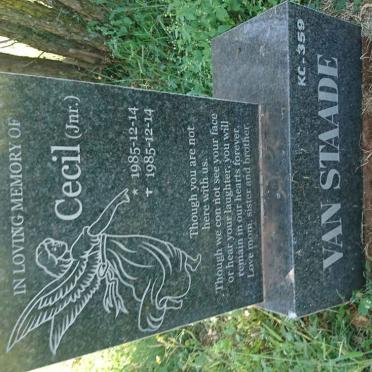 IN LOVING MEMORY OF
Cecil (Jnr.)
* 1985-12-14
✝ 1985-12-14
Though you are not
here with us.
Though we con not see your face
or hear your laughter, you will
remain in our hearts forever.
Love mom, sister and brother
KC-359
VAN STAADE